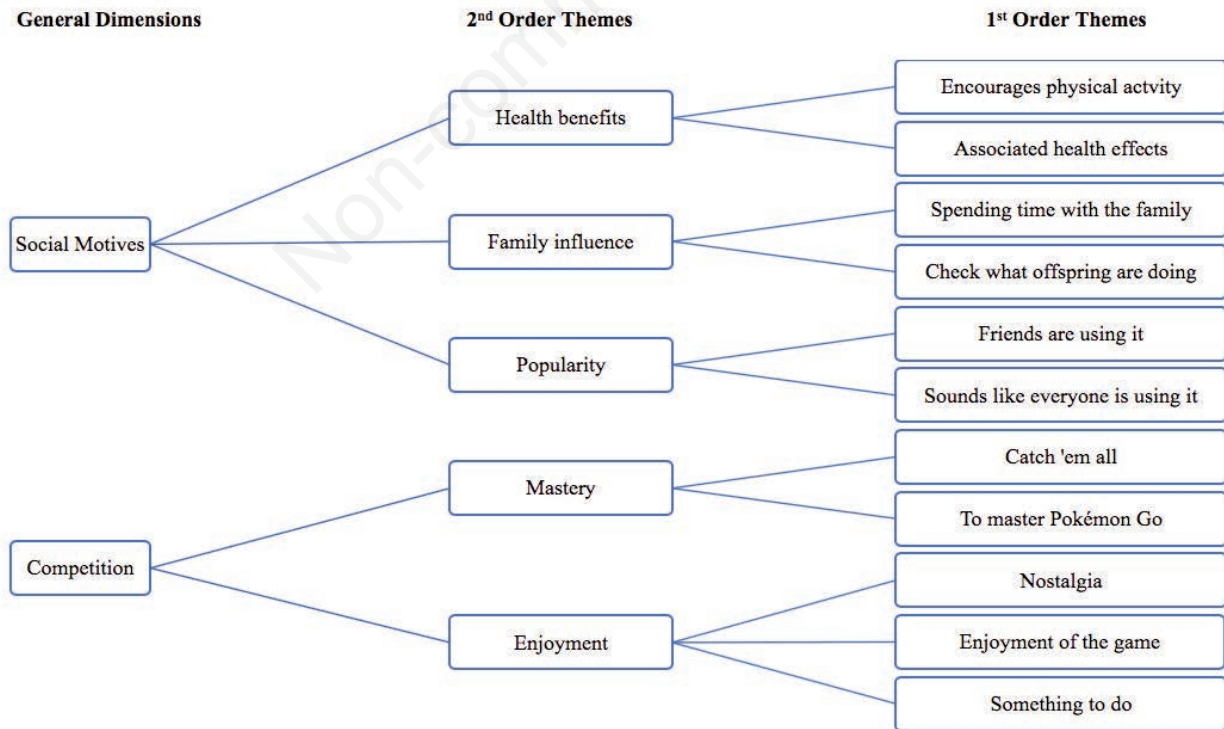 General Dimensions
2nd Order Themes
1st Order Themes
Encourages physical actvity
Health benefits
Associated health effects
Spending time with the family
Social Motives
Family influence
Check what offspring are doing
Friends are using it
Popularity
Sounds like everyone is using it
Catch 'em all
Mastery
To master Pokémon Go
Competition
Nostalgia
Enjoyment
Enjoyment of the game
Something to do